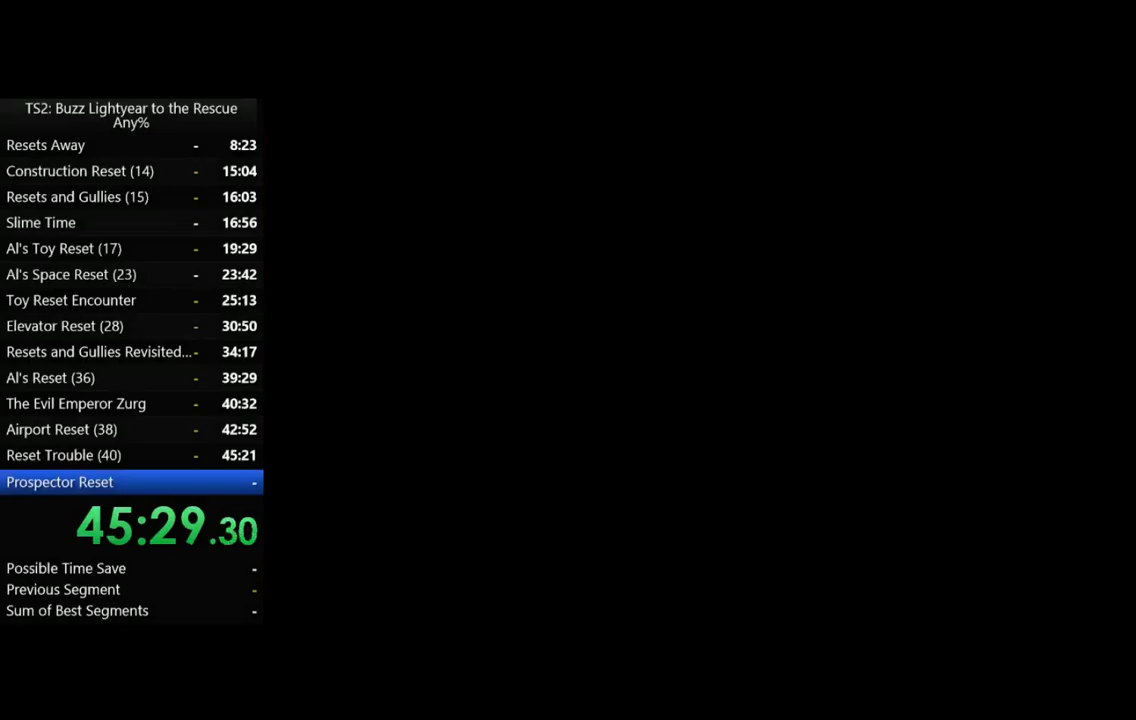 TS2: Buzz Lightyear to the Rescue
Any%
Resets Away - 8:23
Construction Reset (14) - 15:04
Resets and Gullies (15) - 16:03
Slime Time - 16:56
Al's Toy Reset (17) - 19:29
Al's Space Reset (23) - 23:42
Toy Reset Encounter - 25:13
Elevator Reset (28) - 30:50
Resets and Gullies Revisited... - 34:17
Al's Reset (36) - 39:29
The Evil Emperor Zurg - 40:32
Airport Reset (38) - 42:52
Reset Trouble (40) - 45:21
Prospector Reset -
45:29.30
Possible Time Save -
Previous Segment -
Sum of Best Segments -